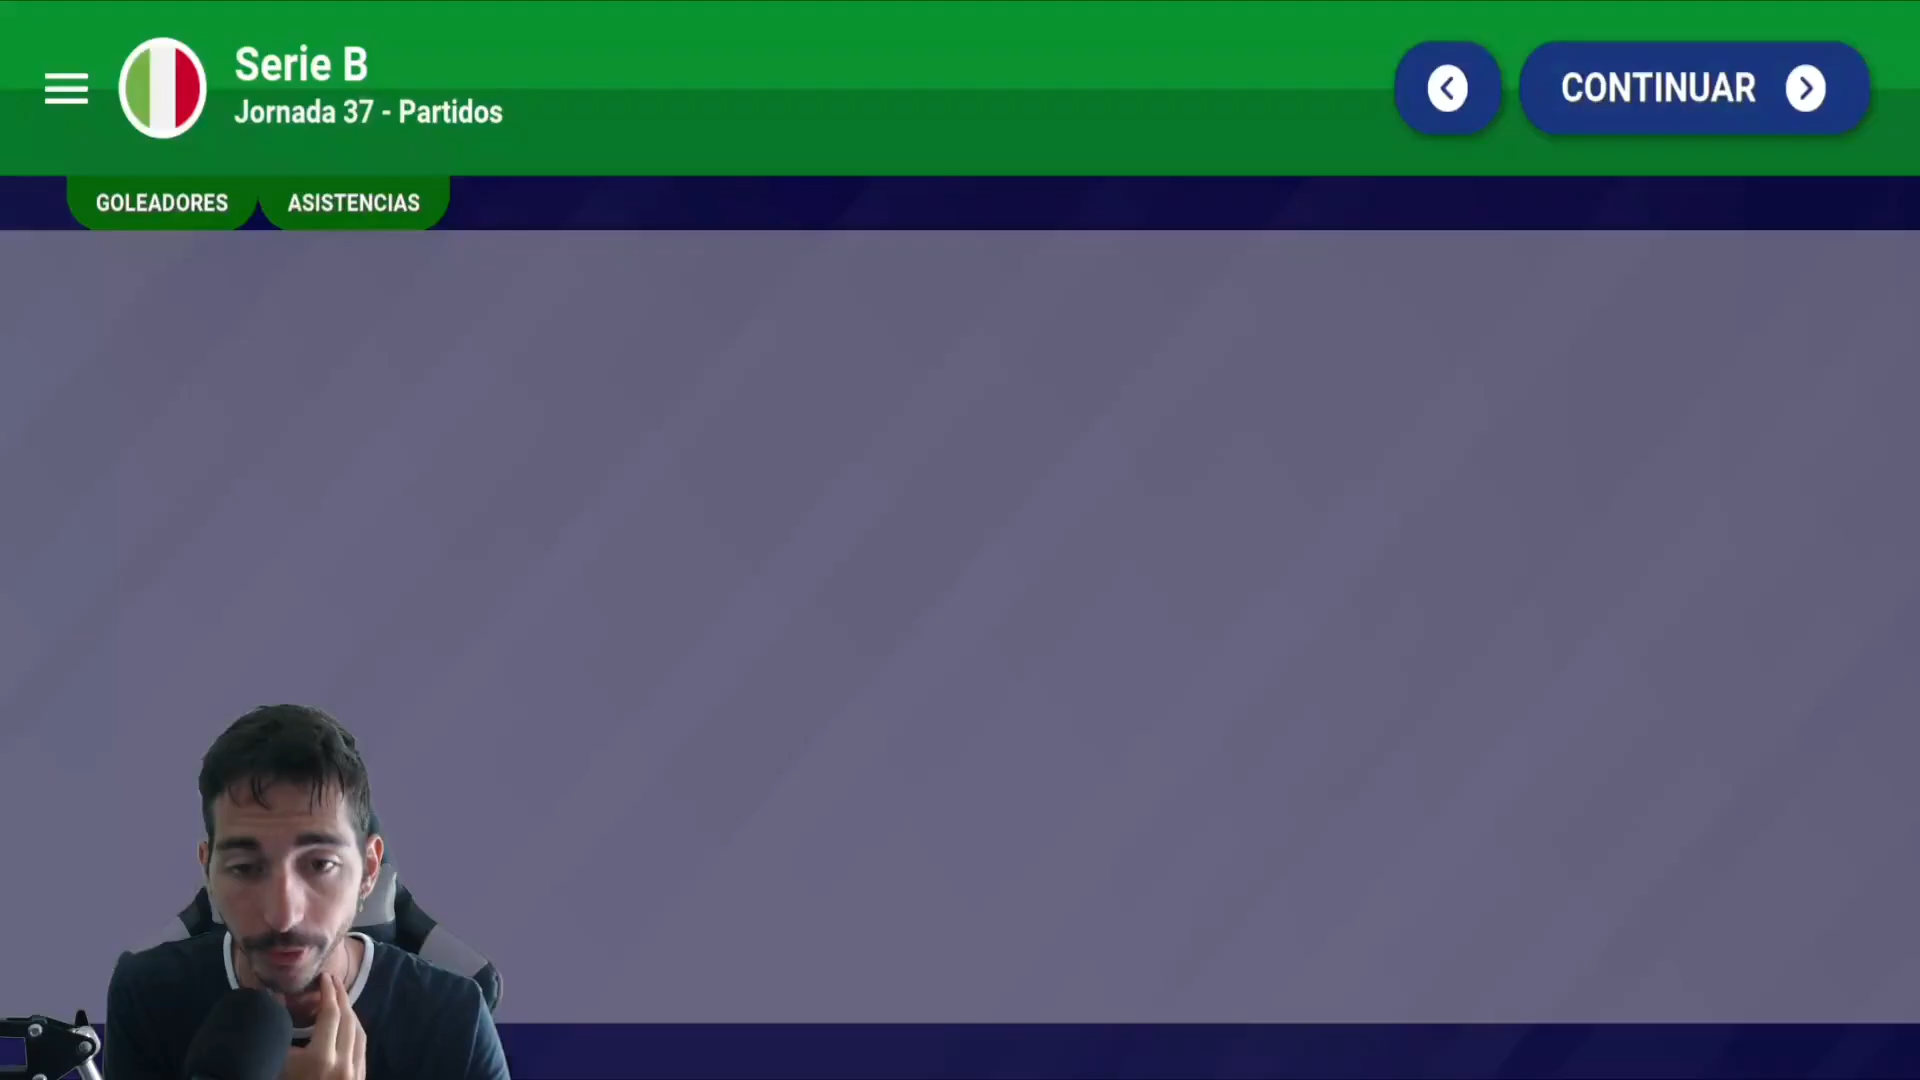 Serie B
Jornada 37 - Partidos
CONTINUAR
GOLEADORES
ASISTENCIAS